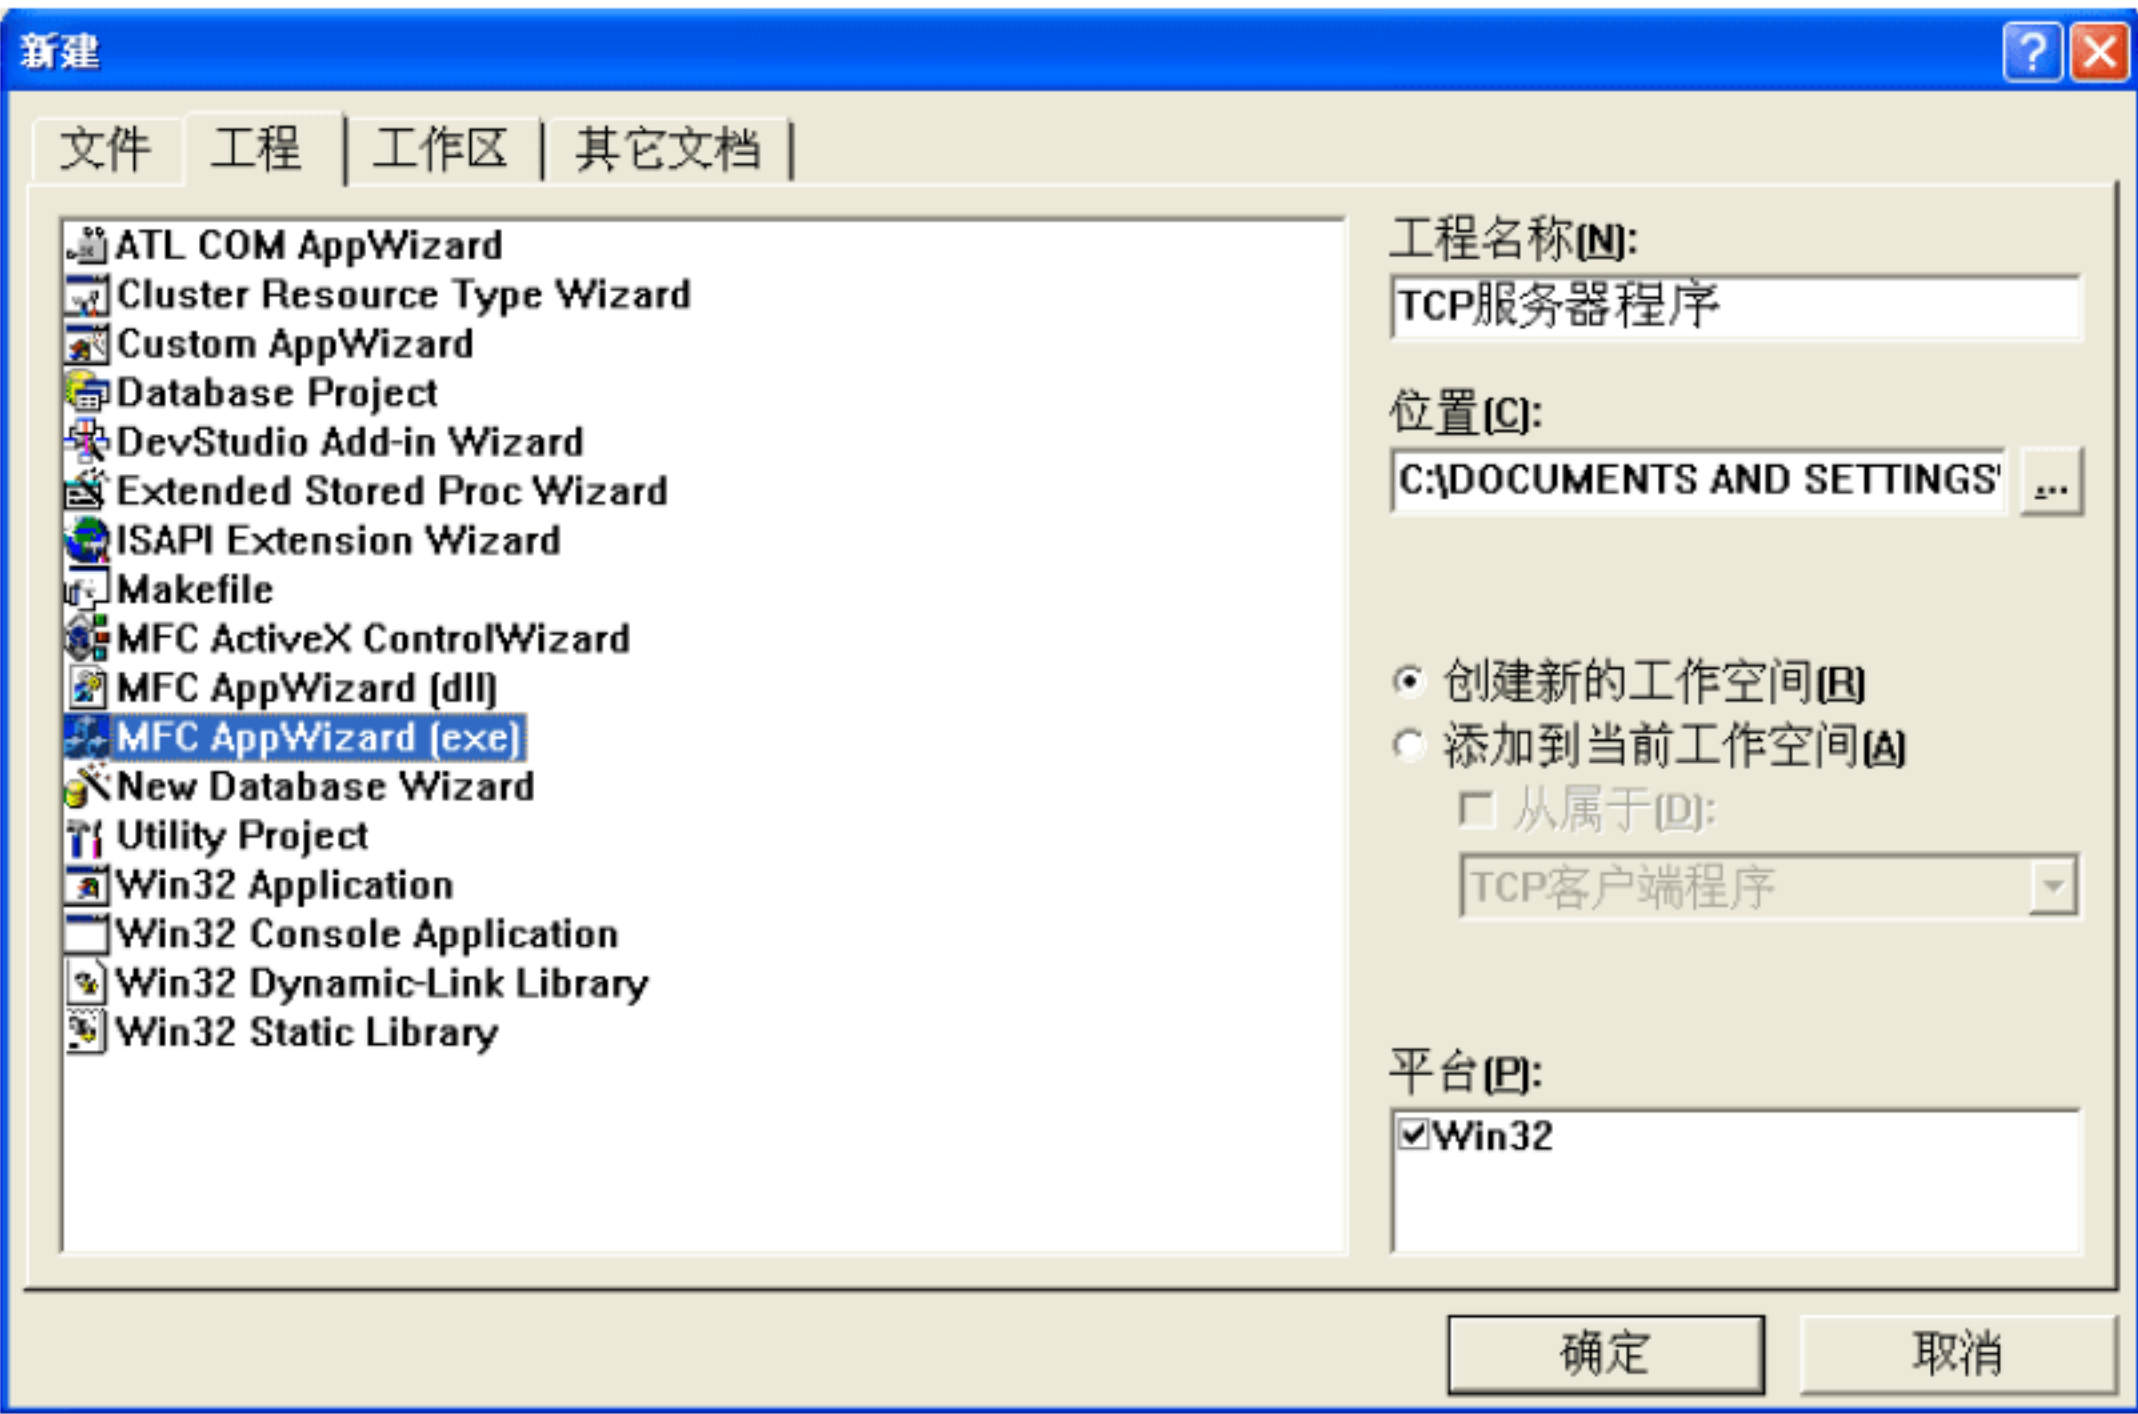 新建
文件 工程 工作区 其它文档
ATL COM AppWizard
Cluster Resource Type Wizard
Custom AppWizard
Database Project
DevStudio Add-in Wizard
Extended Stored Proc Wizard
ISAPI Extension Wizard
Makefile
MFC ActiveX ControlWizard
MFC AppWizard (dll)
MFC AppWizard (exe)
New Database Wizard
Utility Project
Win32 Application
Win32 Console Application
Win32 Dynamic-Link Library
Win32 Static Library
工程名称(N):
TCP服务器程序
位置(C):
C:\DOCUMENTS AND SETTINGS
...
创建新的工作空间(R)
添加到当前工作空间(A)
从属于(D):
TCP客户端程序
平台(P):
Win32
确定 取消